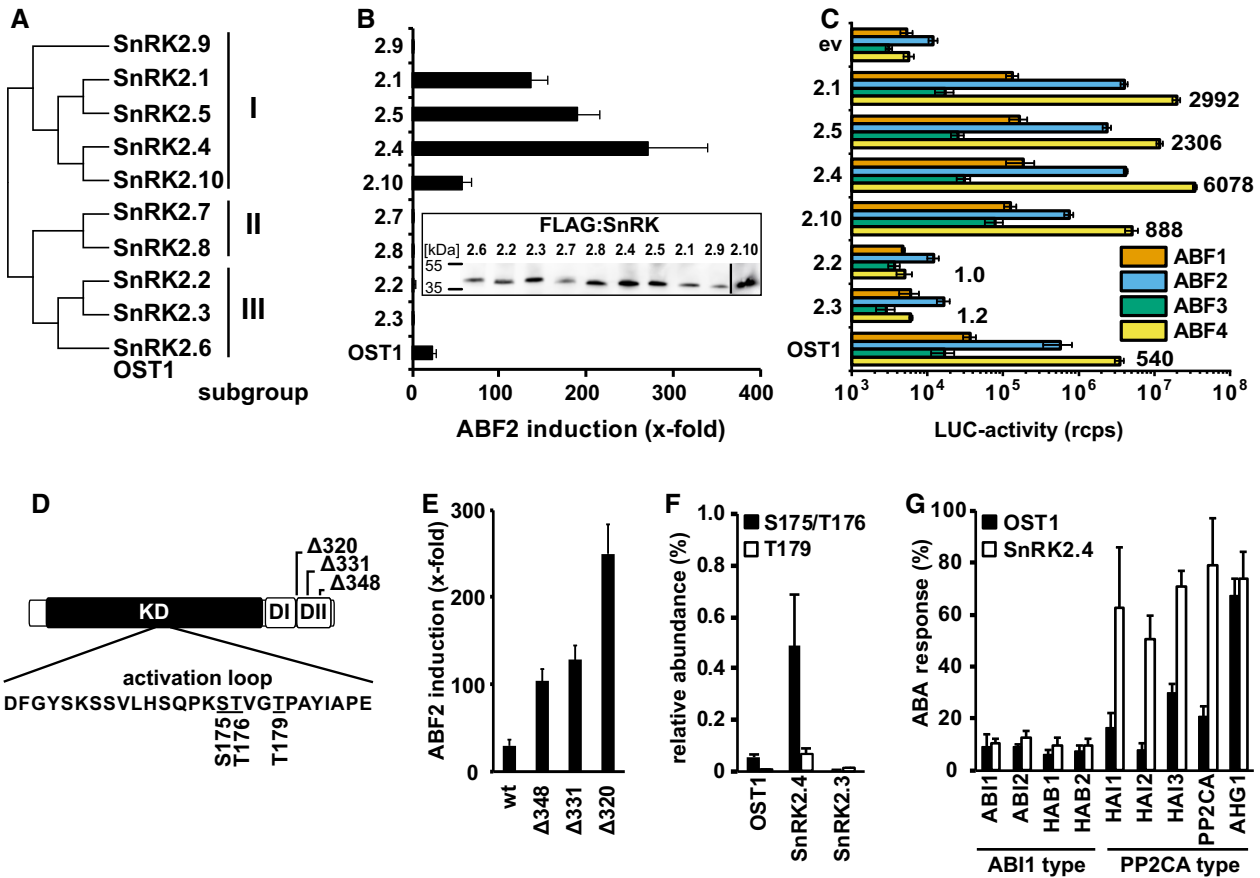 A
SnRK2.9
SnRK2.1
SnRK2.5
SnRK2.4
SnRK2.10
SnRK2.7
SnRK2.8
SnRK2.2
SnRK2.3
SnRK2.6
OST1
I
II
III
subgroup
B
2.9
2.1
2.5
2.4
2.10
2.7
2.8
2.2
2.3
OST1
FLAG:SnRK
[kDa] 2.6 2.2 2.3 2.7 2.8 2.4 2.5 2.1 2.9 2.10
55
35
0 100 200 300 400
ABF2 induction (x-fold)
C
ev
2.1
2992
2.5
2306
2.4
6078
2.10
888
2.2
1.0
2.3
1.2
OST1
540
ABF1
ABF2
ABF3
ABF4
10³ 10⁴ 10⁵ 10⁶ 10⁷ 10⁸
LUC-activity (rcps)
D
Δ320
Δ331
Δ348
KD DI DII
activation loop
DFGYSKSSVLHSQPKSTVGTPAYIAPE
S175
T176
T179
E
ABF2 induction (x-fold)
300
200
100
0
wt
Δ348
Δ331
Δ320
F
relative abundance (%)
1.0
0.8
0.6
0.4
0.2
0
S175/T176
T179
OST1
SnRK2.4
SnRK2.3
G
ABA response (%)
100
80
60
40
20
0
OST1
SnRK2.4
ABI1
ABI2
HAB1
HAB2
HAI1
HAI2
HAI3
PP2CA
AHG1
ABI1 type
PP2CA type